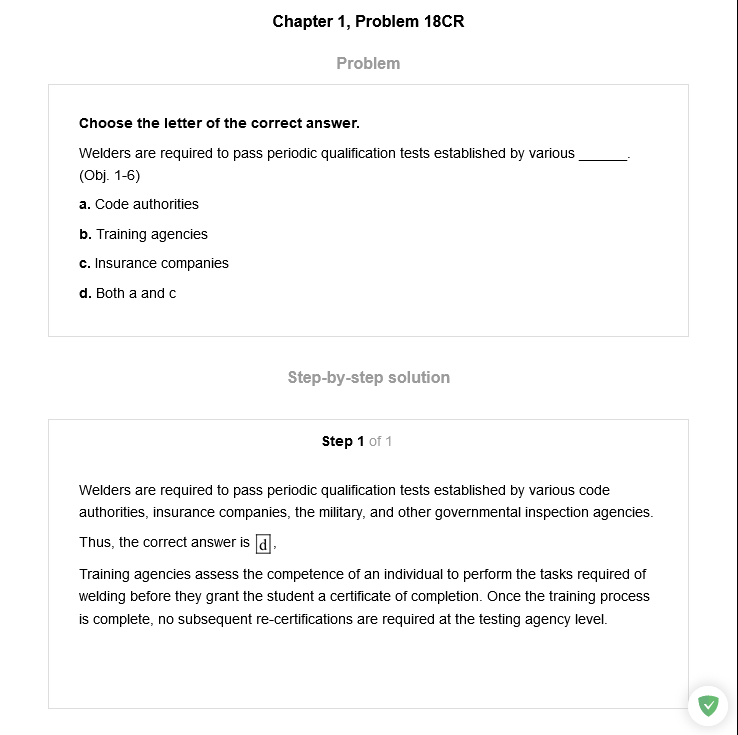 Chapter 1, Problem 18CR
Problem
Choose the letter of the correct answer.
Welders are required to pass periodic qualification tests established by various ______.
(Obj. 1-6)
a. Code authorities
b. Training agencies
c. Insurance companies
d. Both a and c
Step-by-step solution
Step 1 of 1
Welders are required to pass periodic qualification tests established by various code
authorities, insurance companies, the military, and other governmental inspection agencies.
Thus, the correct answer is d,
Training agencies assess the competence of an individual to perform the tasks required of
welding before they grant the student a certificate of completion. Once the training process
is complete, no subsequent re-certifications are required at the testing agency level.